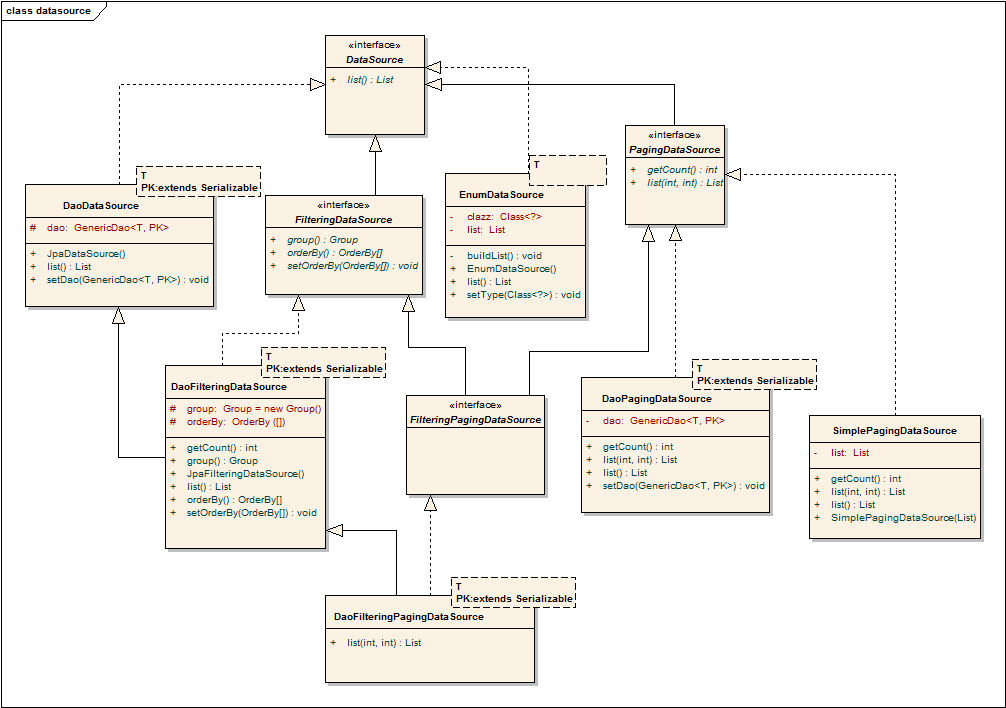 class datasource
«interface»
DataSource
+ list() : List
«interface»
PagingDataSource
+ getCount() : int
+ list(int, int) : List
T
PK:extends Serializable
DaoDataSource
# dao: GenericDao<T, PK>
+ JpaDataSource()
+ list() : List
+ setDao(GenericDao<T, PK>) : void
«interface»
FilteringDataSource
+ group() : Group
+ orderBy() : OrderBy[]
+ setOrderBy(OrderBy[]) : void
T
EnumDataSource
- clazz: Class<?>
- list: List
- buildList() : void
+ EnumDataSource()
+ list() : List
+ setType(Class<?>) : void
T
PK:extends Serializable
DaoFilteringDataSource
# group: Group = new Group()
# orderBy: OrderBy ([])
+ getCount() : int
+ group() : Group
+ JpaFilteringDataSource()
+ list() : List
+ orderBy() : OrderBy[]
+ setOrderBy(OrderBy[]) : void
«interface»
FilteringPagingDataSource
T
PK:extends Serializable
DaoPagingDataSource
- dao: GenericDao<T, PK>
+ getCount() : int
+ list(int, int) : List
+ list() : List
+ setDao(GenericDao<T, PK>) : void
SimplePagingDataSource
- list: List
+ getCount() : int
+ list(int, int) : List
+ list() : List
+ SimplePagingDataSource(List)
T
PK:extends Serializable
DaoFilteringPagingDataSource
+ list(int, int) : List